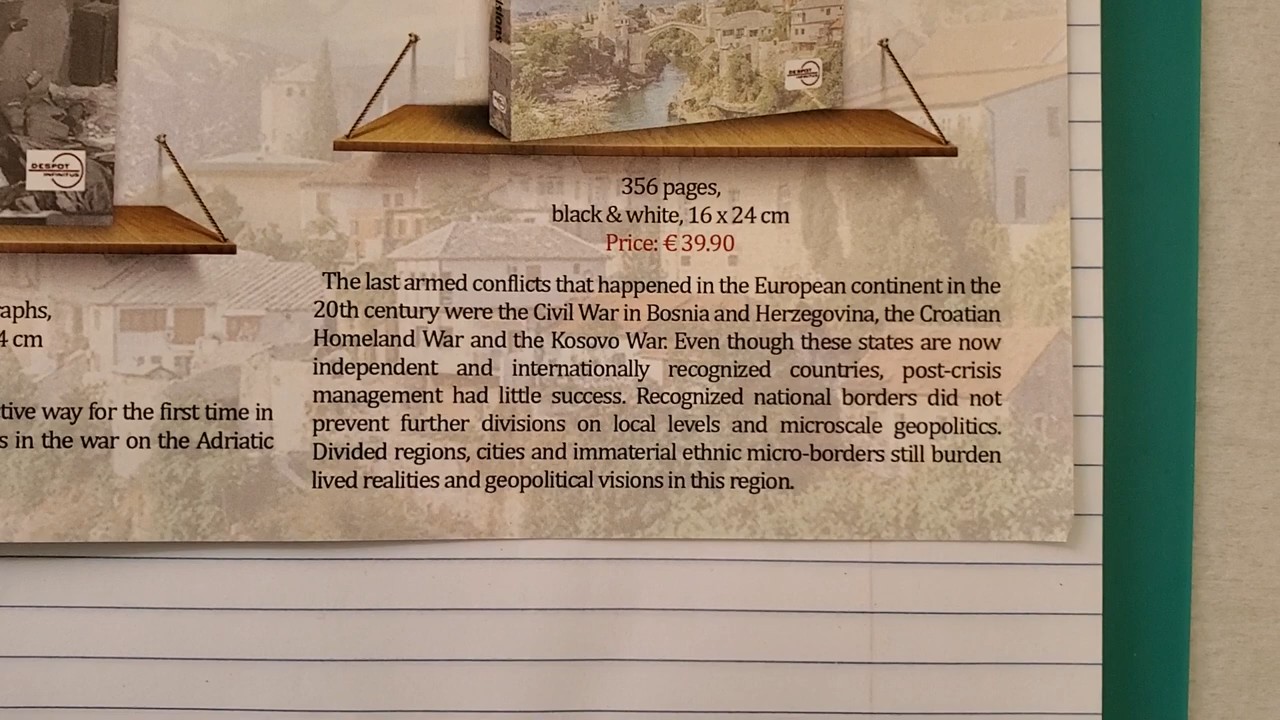 DESPOT
INFINITUS
DESPOT
INFINITUS
4 cm
tive way for the first time in
s in the war on the Adriatic
356 pages,
black & white, 16 x 24 cm
Price: € 39.90
The last armed conflicts that happened in the European continent in the
20th century were the Civil War in Bosnia and Herzegovina, the Croatian
Homeland War and the Kosovo War. Even though these states are now
independent and internationally recognized countries, post-crisis
management had little success. Recognized national borders did not
prevent further divisions on local levels and microscale geopolitics.
Divided regions, cities and immaterial ethnic micro-borders still burden
lived realities and geopolitical visions in this region.